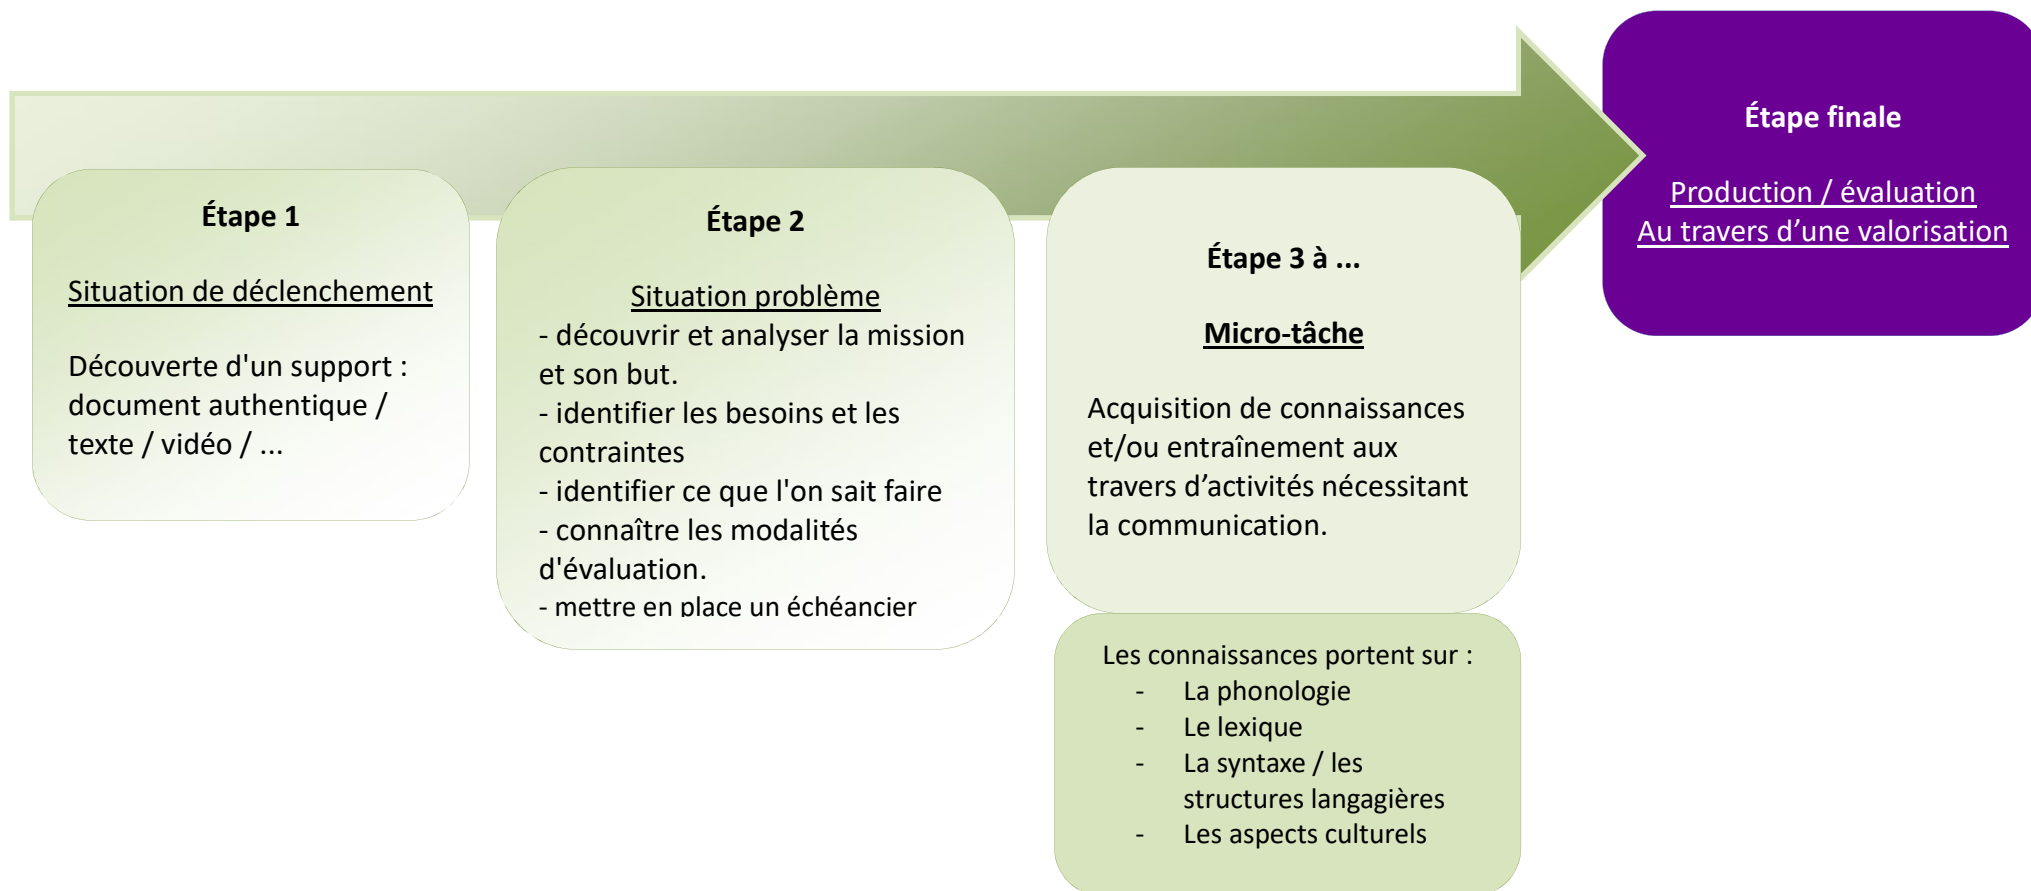 Étape 1
Situation de déclenchement
Découverte d'un support :
document authentique /
texte / vidéo / ...
Étape 2
Situation problème
- découvrir et analyser la mission
et son but.
- identifier les besoins et les
contraintes
- identifier ce que l'on sait faire
- connaître les modalités
d'évaluation.
- mettre en place un échéancier
Étape 3 à ...
Micro-tâche
Acquisition de connaissances
et/ou entraînement aux
travers d’activités nécessitant
la communication.
Les connaissances portent sur :
- La phonologie
- Le lexique
- La syntaxe / les
structures langagières
- Les aspects culturels
Étape finale
Production / évaluation
Au travers d’une valorisation